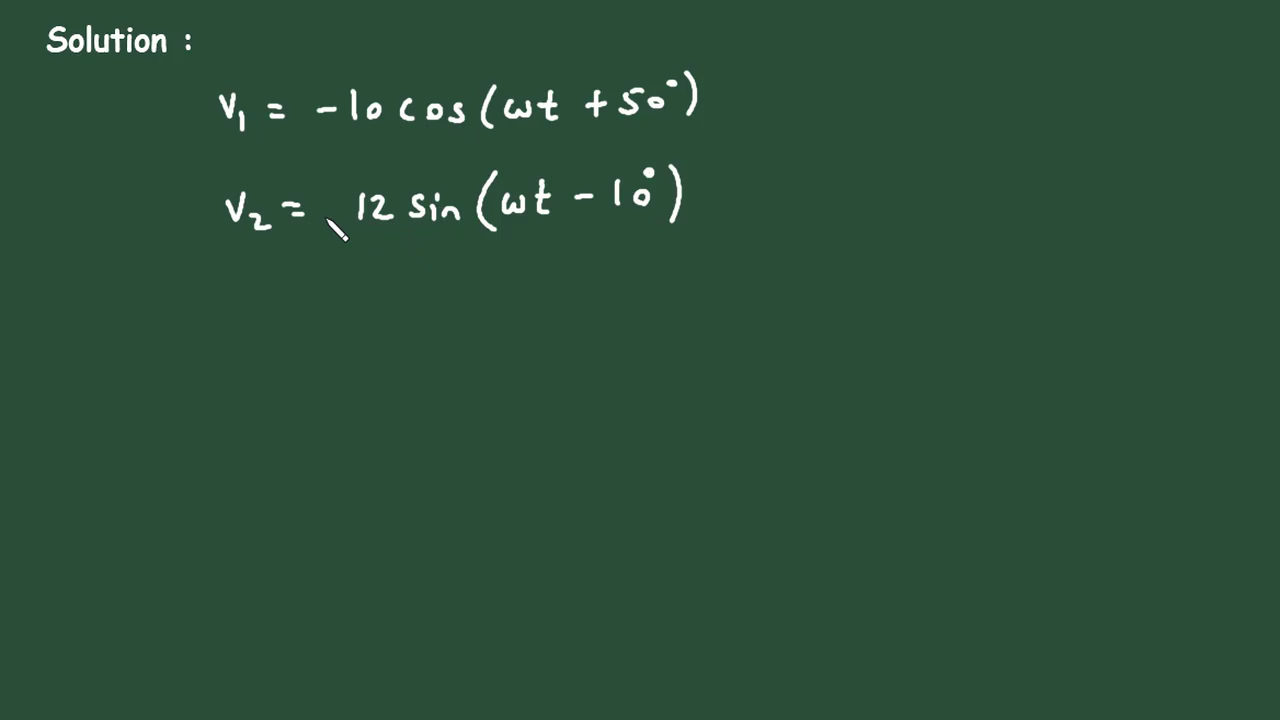 Solution :
V₁ = -10 cos(ωt +50°)
V₂ = 12 sin(ωt - 10°)